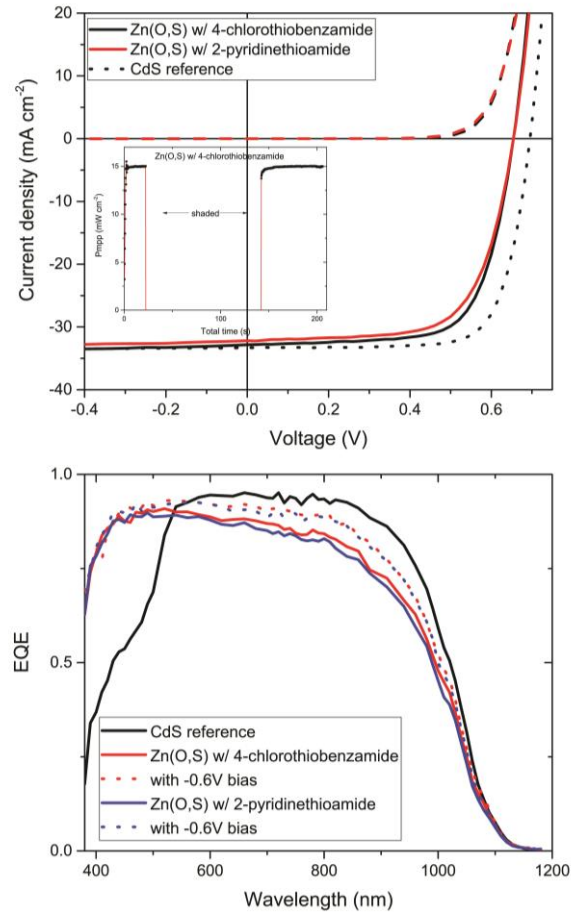 Zn(O,S) w/ 4-chlorothiobenzamide
Zn(O,S) w/ 2-pyridinethioamide
CdS reference
Current density (mA cm-2)
20
10
0
-10
-20
-30
-40
Zn(O,S) w/ 4-chlorothiobenzamide
Pmpp (mW cm-2)
15
10
5
0
shaded
0 100 200
Total time (s)
-0.4 -0.2 0.0 0.2 0.4 0.6
Voltage (V)
EQE
1.0
0.5
0.0
CdS reference
Zn(O,S) w/ 4-chlorothiobenzamide
with -0.6V bias
Zn(O,S) w/ 2-pyridinethioamide
with -0.6V bias
400 600 800 1000 1200
Wavelength (nm)